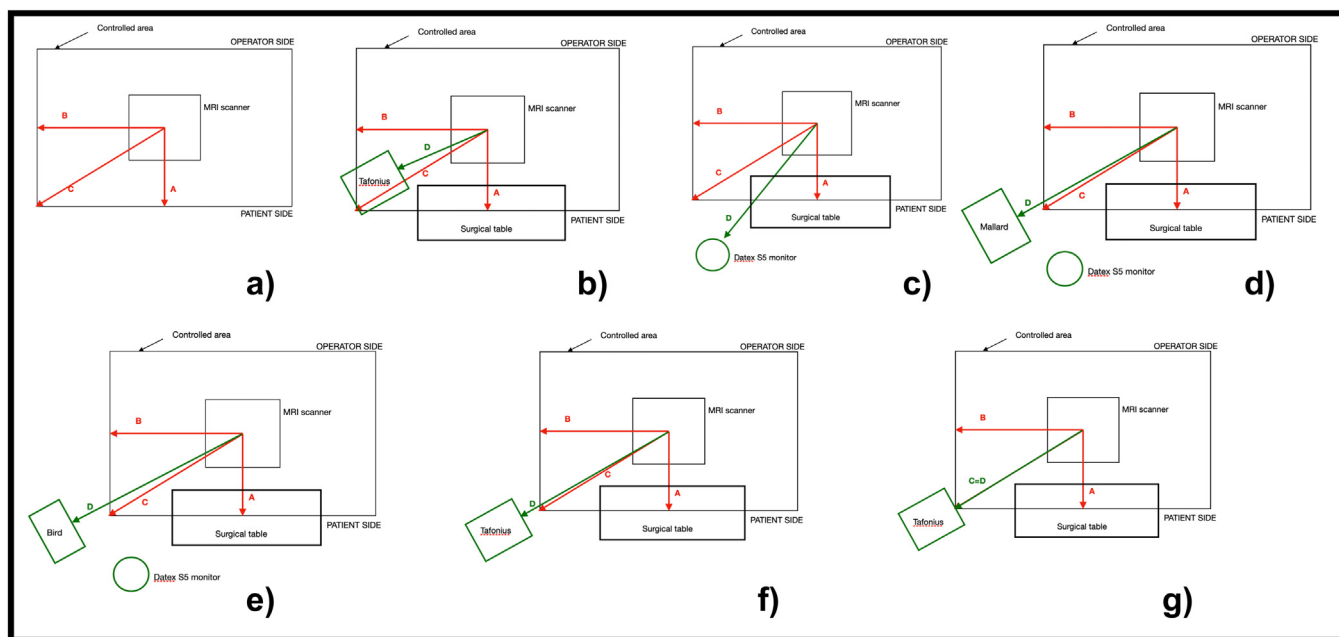 Controlled area
OPERATOR SIDE
MRI scanner
B
C
A
PATIENT SIDE
a)
Controlled area
OPERATOR SIDE
MRI scanner
B
D
C
Tafonius
A
PATIENT SIDE
Surgical table
b)
Controlled area
OPERATOR SIDE
MRI scanner
B
C
A
D
PATIENT SIDE
Surgical table
Datex S5 monitor
c)
Controlled area
OPERATOR SIDE
MRI scanner
B
D
C
A
Mallard
PATIENT SIDE
Surgical table
Datex S5 monitor
d)
Controlled area
OPERATOR SIDE
MRI scanner
B
D
C
A
Bird
PATIENT SIDE
Surgical table
Datex S5 monitor
e)
Controlled area
OPERATOR SIDE
MRI scanner
B
C
D
A
Tafonius
PATIENT SIDE
Surgical table
f)
Controlled area
OPERATOR SIDE
MRI scanner
B
C=D
A
Tafonius
PATIENT SIDE
Surgical table
g)